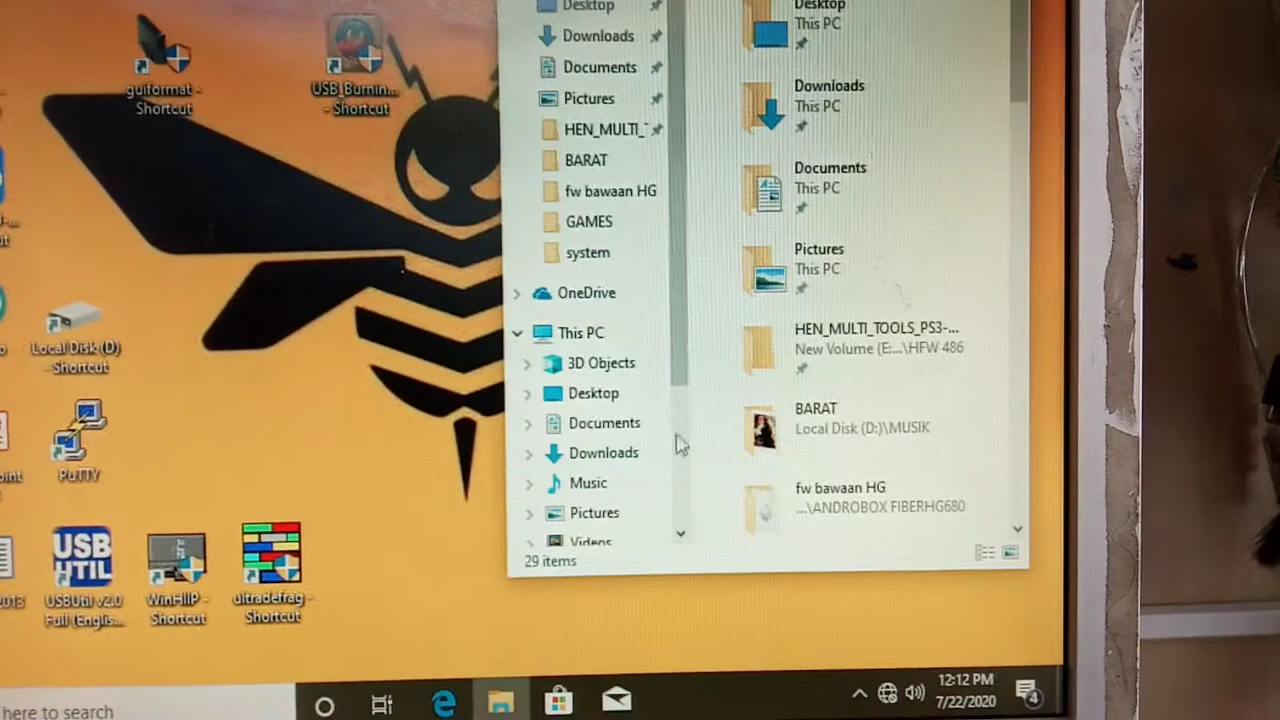 guiformat -
Shortcut
USB_Burnin...
- Shortcut
Local Disk (D)
- Shortcut
PuTTY
2013
USB
UTIL
USBUtil v2.0
Full (Englis...
WinHIIP -
Shortcut
ultradefrag -
Shortcut
Desktop
Downloads
Documents
Pictures
HEN_MULTI_T
BARAT
fw bawaan HG
GAMES
system
OneDrive
This PC
3D Objects
Desktop
Documents
Downloads
Music
Pictures
Videos
29 items
Desktop
This PC
Downloads
This PC
Documents
This PC
Pictures
This PC
HEN_MULTI_TOOLS_PS3-...
New Volume (E:...\HFW 486
BARAT
Local Disk (D:)\MUSIK
fw bawaan HG
...\ANDROBOX FIBERHG680
here to search
12:12 PM
7/22/2020
4